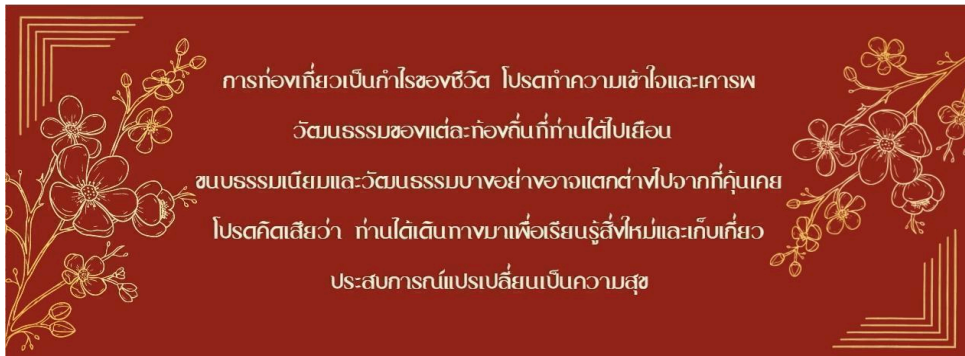 การท่องเที่ยวเป็นกำไรของชีวิต โปรดทำความเข้าใจและเคารพ
วัฒนธรรมของแต่ละท้องถิ่นที่ท่านได้ไปเยือน
ขนบธรรมเนียมและวัฒนธรรมบางอย่างอาจแตกต่างไปจากที่คุ้นเคย
โปรดคิดเสียว่า ท่านได้เดินทางมาเพื่อเรียนรู้สิ่งใหม่และเก็บเกี่ยว
ประสบการณ์แปรเปลี่ยนเป็นความสุข